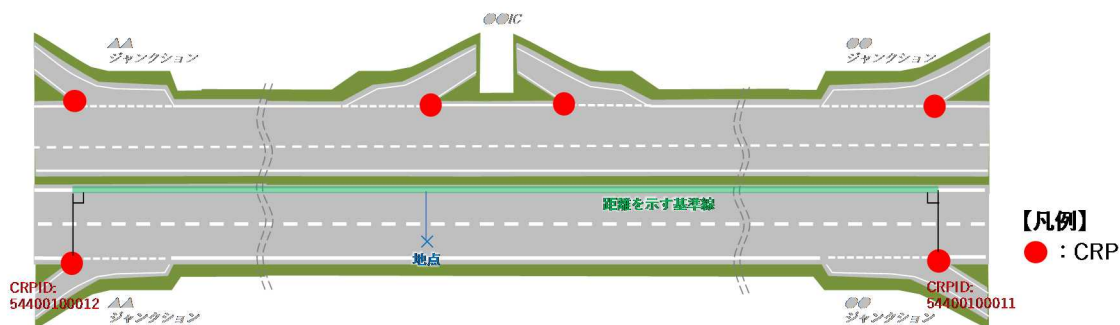 ●●IC
▲▲
ジャンクション
●●
ジャンクション
距離を示す基準線
地点
【凡例】
：CRP
CRPID:
54400100012
CRPID:
54400100011
▲▲
ジャンクション
●●
ジャンクション